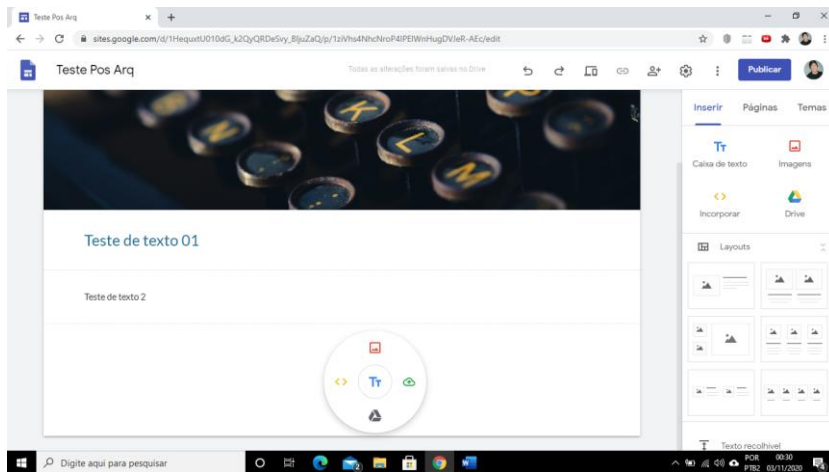 Teste Pos Arq
sites.google.com/d/1HequxtU010dG_k2QyQRDeSvy_8ljuZaQ/p/1ziVhs4NhcNroP4lPElWnHugDVJeR-AEc/edit
Teste Pos Arq
Todas as alterações foram salvas no Drive
Publicar
Inserir Páginas Temas
N K L M
Caixa de texto Imagens
Incorporar Drive
Teste de texto 01
Layouts
Teste de texto 2
Texto recolhível
Digite aqui para pesquisar
POR 00:30
PTB2 03/11/2020